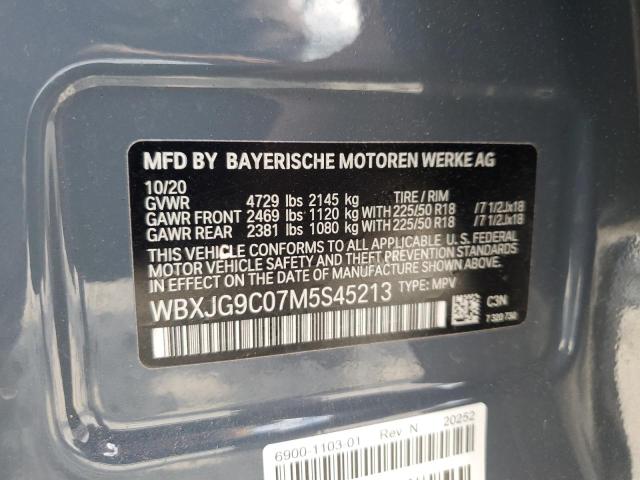 MFD BY BAYERISCHE MOTOREN WERKE AG
10/20
GVWR 4729 lbs 2145 kg TIRE / RIM
GAWR FRONT 2469 lbs 1120 kg WITH 225/50 R18 /7 1/2Jx18
GAWR REAR 2381 lbs 1080 kg WITH 225/50 R18 /7 1/2Jx18
THIS VEHICLE CONFORMS TO ALL APPLICABLE U.S. FEDERAL
MOTOR VEHICLE SAFETY AND THEFT PREVENTION STANDARDS
IN EFFECT ON THE DATE OF MANUFACTURE SHOWN ABOVE.
WBXJG9C07M5S45213 TYPE: MPV
C3N
7 320 730
6900-1103-01 Rev. N 20252